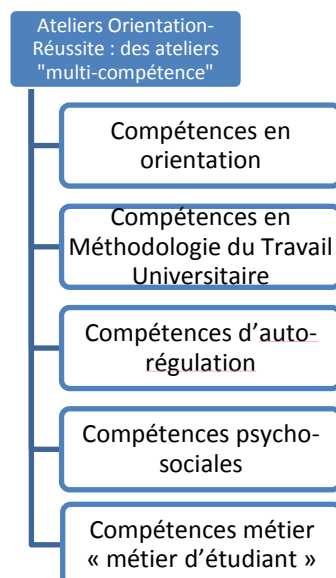 Ateliers Orientation-
Réussite : des ateliers
"multi-compétence"
Compétences en
orientation
Compétences en
Méthodologie du Travail
Universitaire
Compétences d’auto-
régulation
Compétences psycho-
sociales
Compétences métier
« métier d’étudiant »